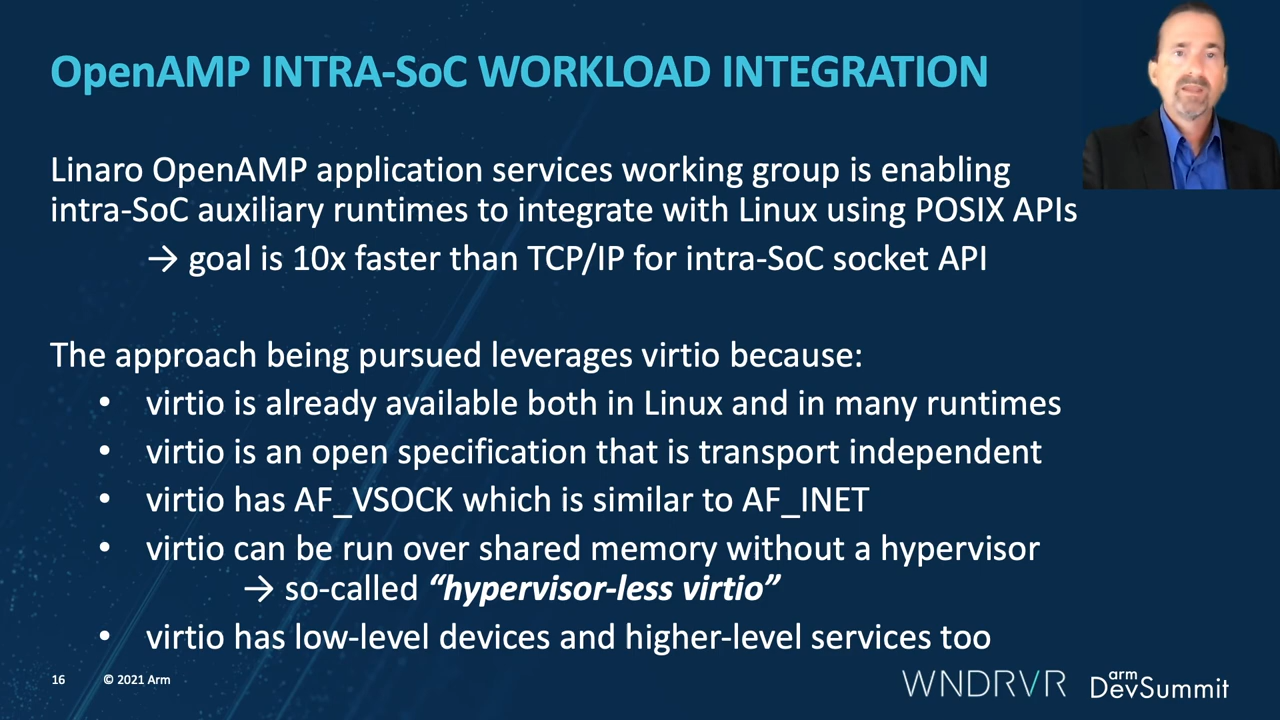 OpenAMP INTRA-SoC WORKLOAD INTEGRATION
Linaro OpenAMP application services working group is enabling
intra-SoC auxiliary runtimes to integrate with Linux using POSIX APIs
→ goal is 10x faster than TCP/IP for intra-SoC socket API
The approach being pursued leverages virtio because:
• virtio is already available both in Linux and in many runtimes
• virtio is an open specification that is transport independent
• virtio has AF_VSOCK which is similar to AF_INET
• virtio can be run over shared memory without a hypervisor
→ so-called “hypervisor-less virtio”
• virtio has low-level devices and higher-level services too
16 © 2021 Arm
WNDRVR
arm
DevSummit